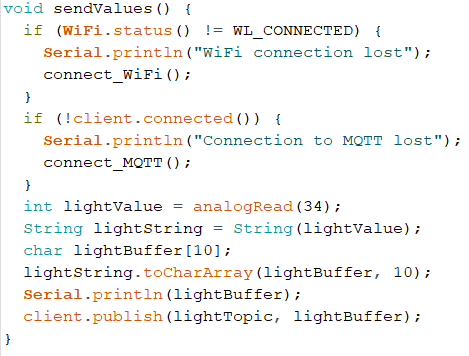 void sendValues() {
  if (WiFi.status() != WL_CONNECTED) {
    Serial.println("WiFi connection lost");
    connect_WiFi();
  }
  if (!client.connected()) {
    Serial.println("Connection to MQTT lost");
    connect_MQTT();
  }
  int lightValue = analogRead(34);
  String lightString = String(lightValue);
  char lightBuffer[10];
  lightString.toCharArray(lightBuffer, 10);
  Serial.println(lightBuffer);
  client.publish(lightTopic, lightBuffer);
}